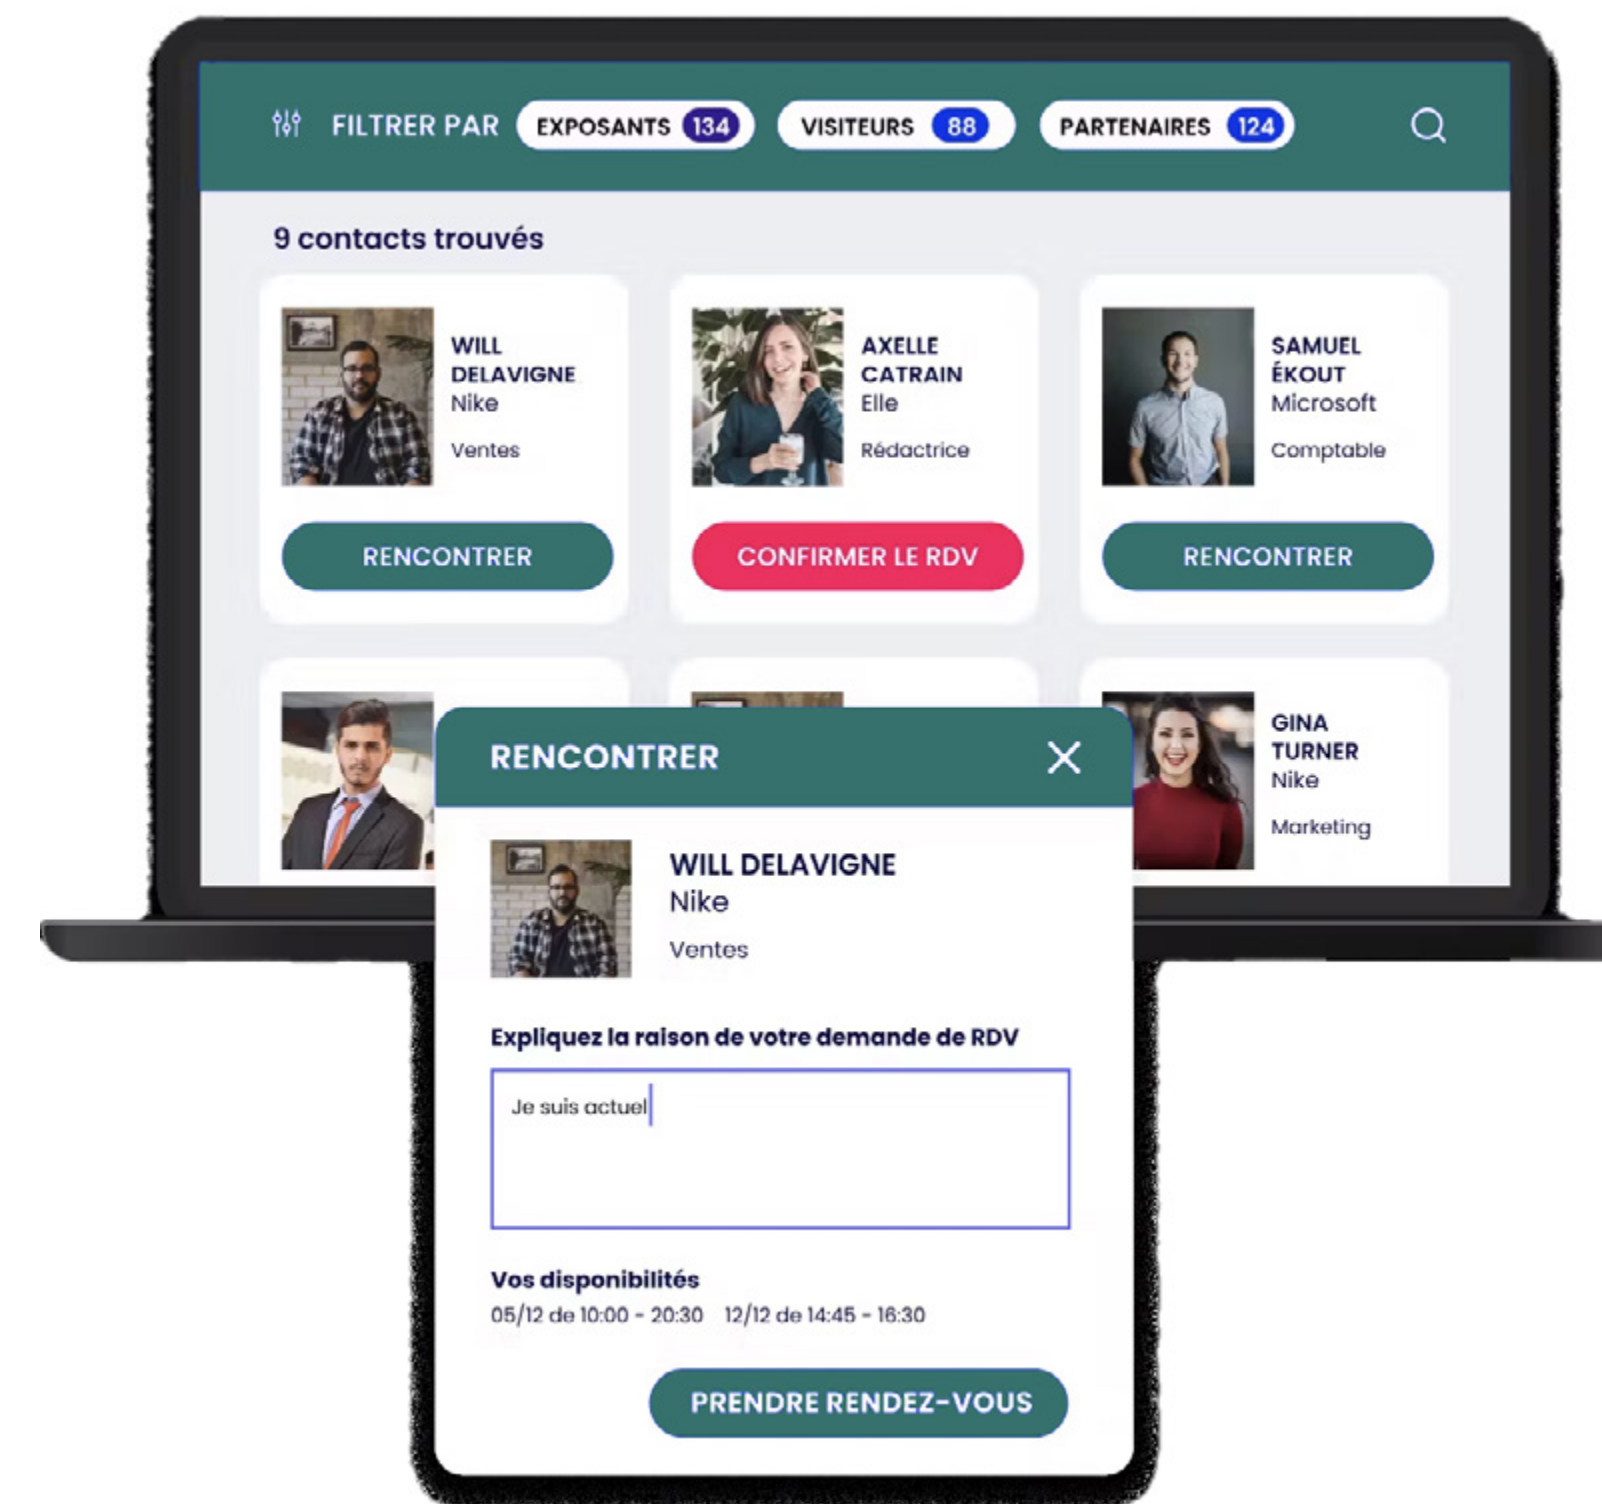 FILTRER PAR EXPOSANTS 134 VISITEURS 88 PARTENAIRES 124
9 contacts trouvés
WILL
DELAVIGNE
Nike
Ventes
RENCONTRER
AXELLE
CATRAIN
Elle
Rédactrice
CONFIRMER LE RDV
SAMUEL
ÉKOUT
Microsoft
Comptable
RENCONTRER
GINA
TURNER
Nike
Marketing
RENCONTRER
WILL DELAVIGNE
Nike
Ventes
Expliquez la raison de votre demande de RDV
Je suis actuel
Vos disponibilités
05/12 de 10:00 - 20:30 12/12 de 14:45 - 16:30
PRENDRE RENDEZ-VOUS